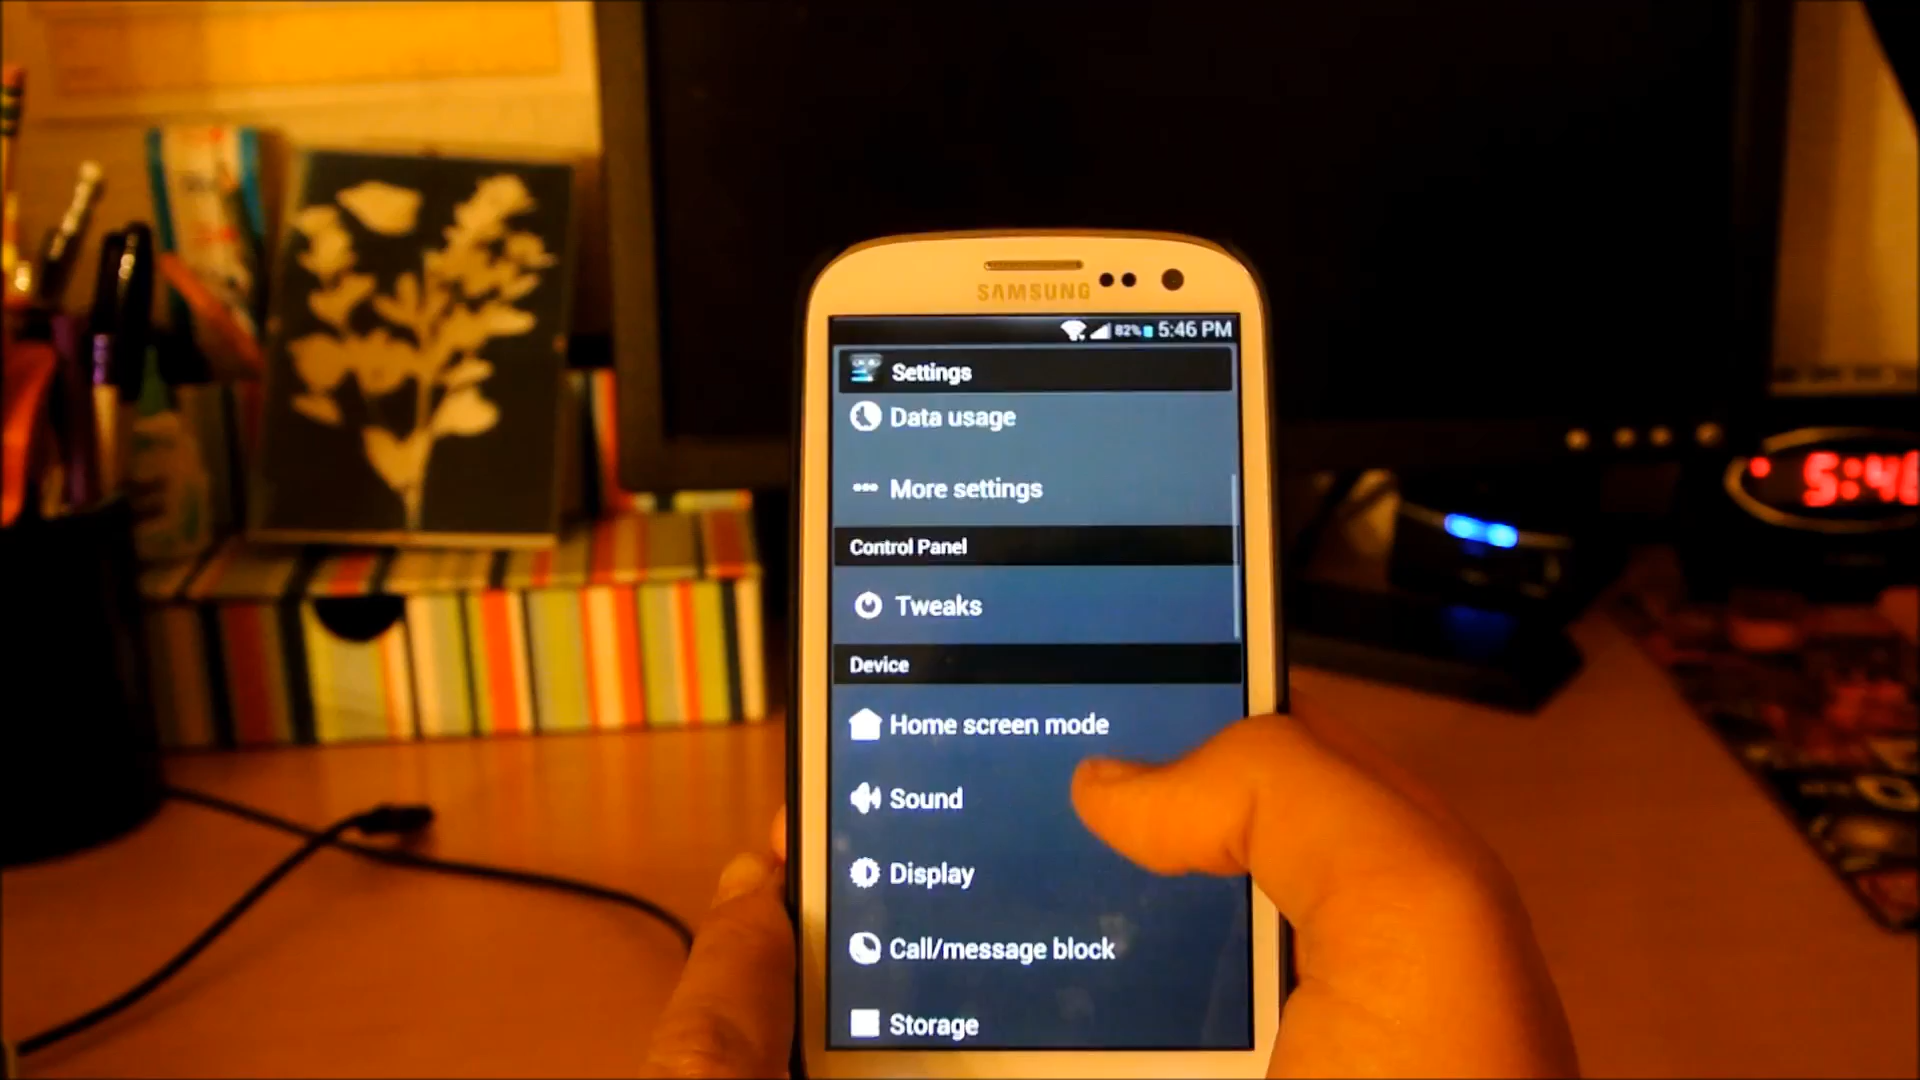 SAMSUNG
82% 5:46 PM
Settings
Data usage
More settings
Control Panel
Tweaks
Device
Home screen mode
Sound
Display
Call/message block
Storage
5:46